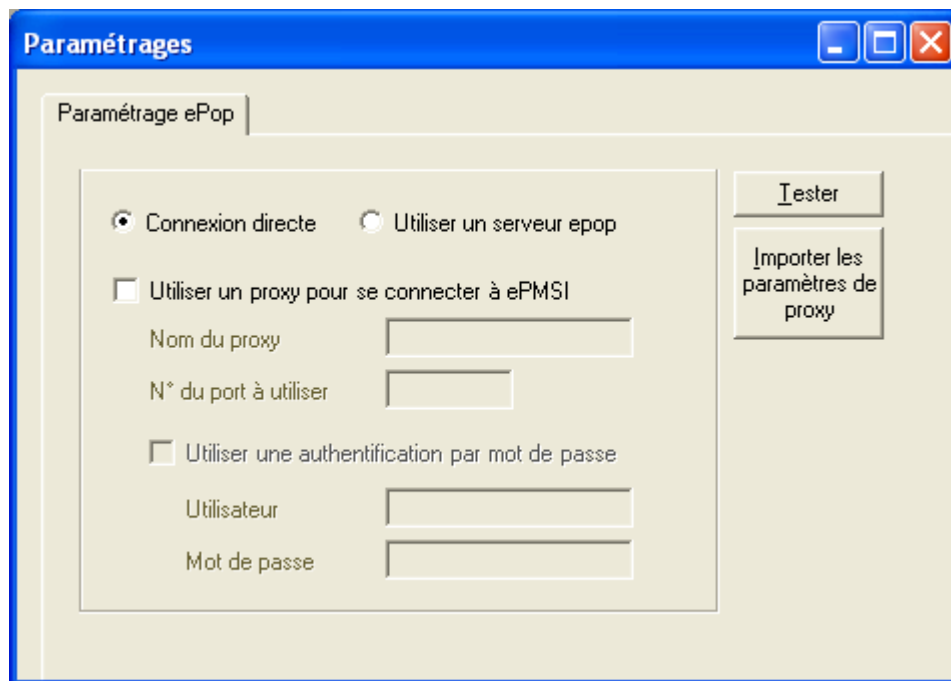 Paramétrages
Paramétrage ePop
Connexion directe
Utiliser un serveur epop
Tester
Importer les
paramètres de
proxy
Utiliser un proxy pour se connecter à ePMSI
Nom du proxy
N° du port à utiliser
Utiliser une authentification par mot de passe
Utilisateur
Mot de passe